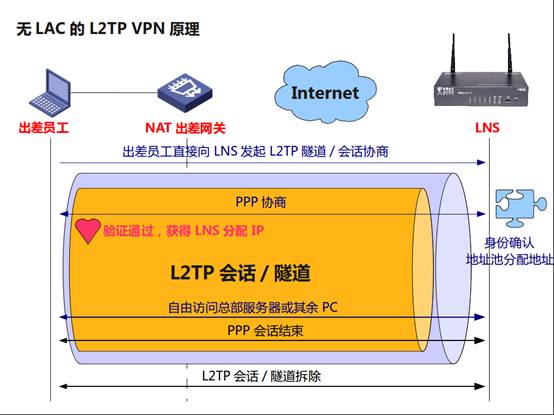 无 LAC 的 L2TP VPN 原理
Internet
出差员工
NAT 出差网关
LNS
出差员工直接向 LNS 发起 L2TP 隧道 / 会话协商
PPP 协商
验证通过，获得 LNS 分配 IP
身份确认
地址池分配地址
L2TP 会话 / 隧道
自由访问总部服务器或其余 PC
PPP 会话结束
L2TP 会话 / 隧道拆除